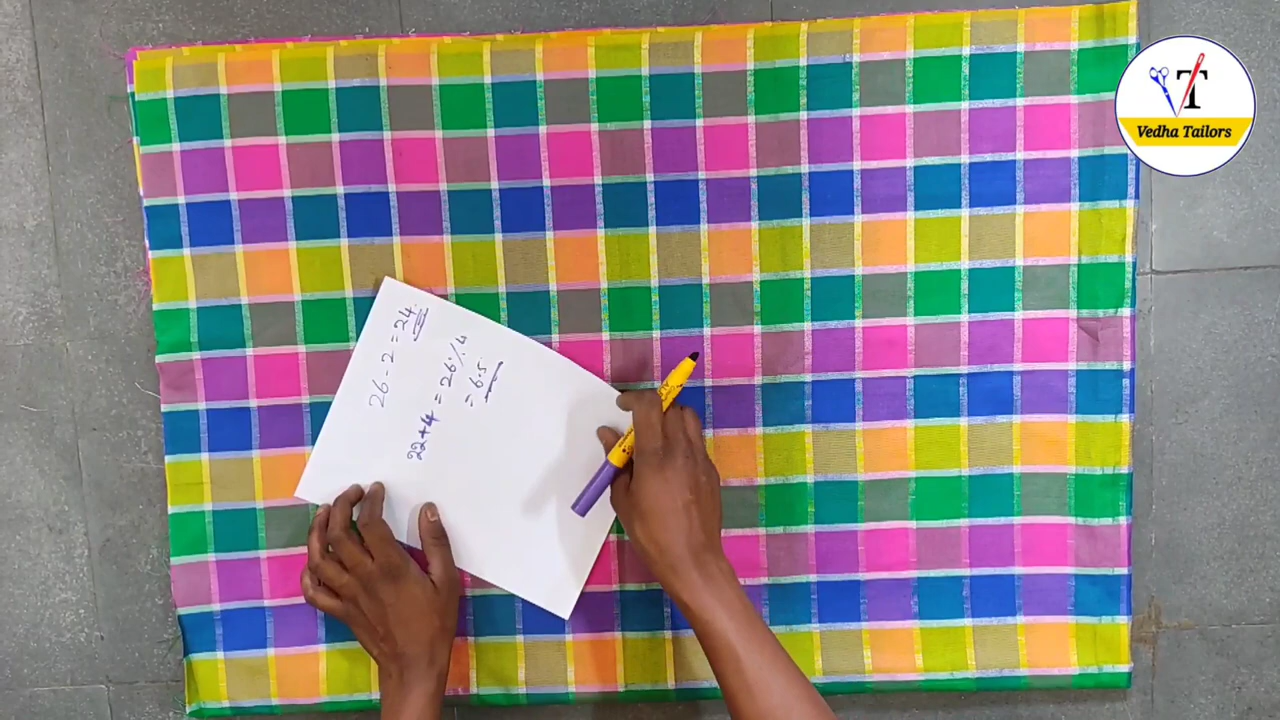 26 - 2 = 24
22+4 = 26 ÷ 4
= 6.5
T
Vedha Tailors